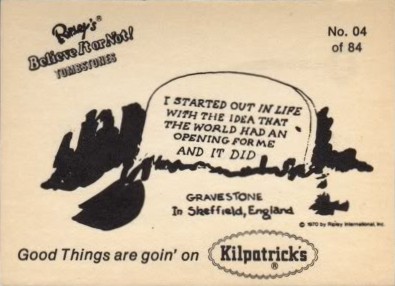 Ripley's®
Believe It or Not!
TOMBSTONES
No. 04
of 84
I STARTED OUT IN LIFE
WITH THE IDEA THAT
THE WORLD HAD AN
OPENING FOR ME
AND IT DID
GRAVESTONE
In Sheffield, England
© 1970 by Ripley International, Inc.
Good Things are goin' on
Kilpatrick's
®